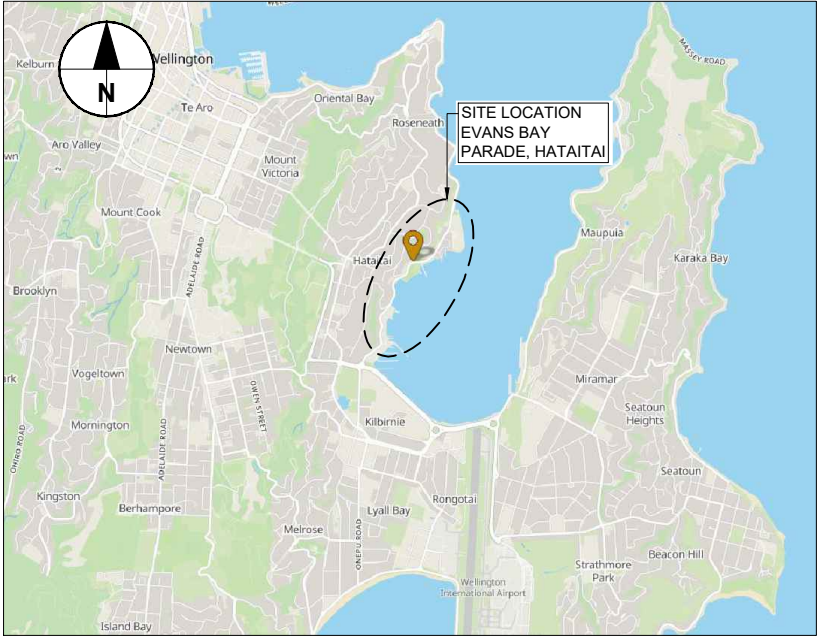 MASSEY ROAD
Wellington
Kelburn
N
Oriental Bay
Te Aro
Roseneath
SITE LOCATION
EVANS BAY
PARADE, HATAITAI
Aro Valley
Mount
Victoria
Mount Cook
Maupuia
Hataitai
Karaka Bay
ADELAIDE ROAD
Brooklyn
Newtown
Vogeltown
Miramar
OWEN STREET
Seatoun
Heights
Mornington
Kilbirnie
ADELAIDE ROAD
OHIRO ROAD
Seatoun
Kingston
Rongotai
Berhampore
Lyall Bay
Melrose
ONEPU ROAD
Beacon Hill
Strathmore
Park
Wellington
International Airport
Island Bay